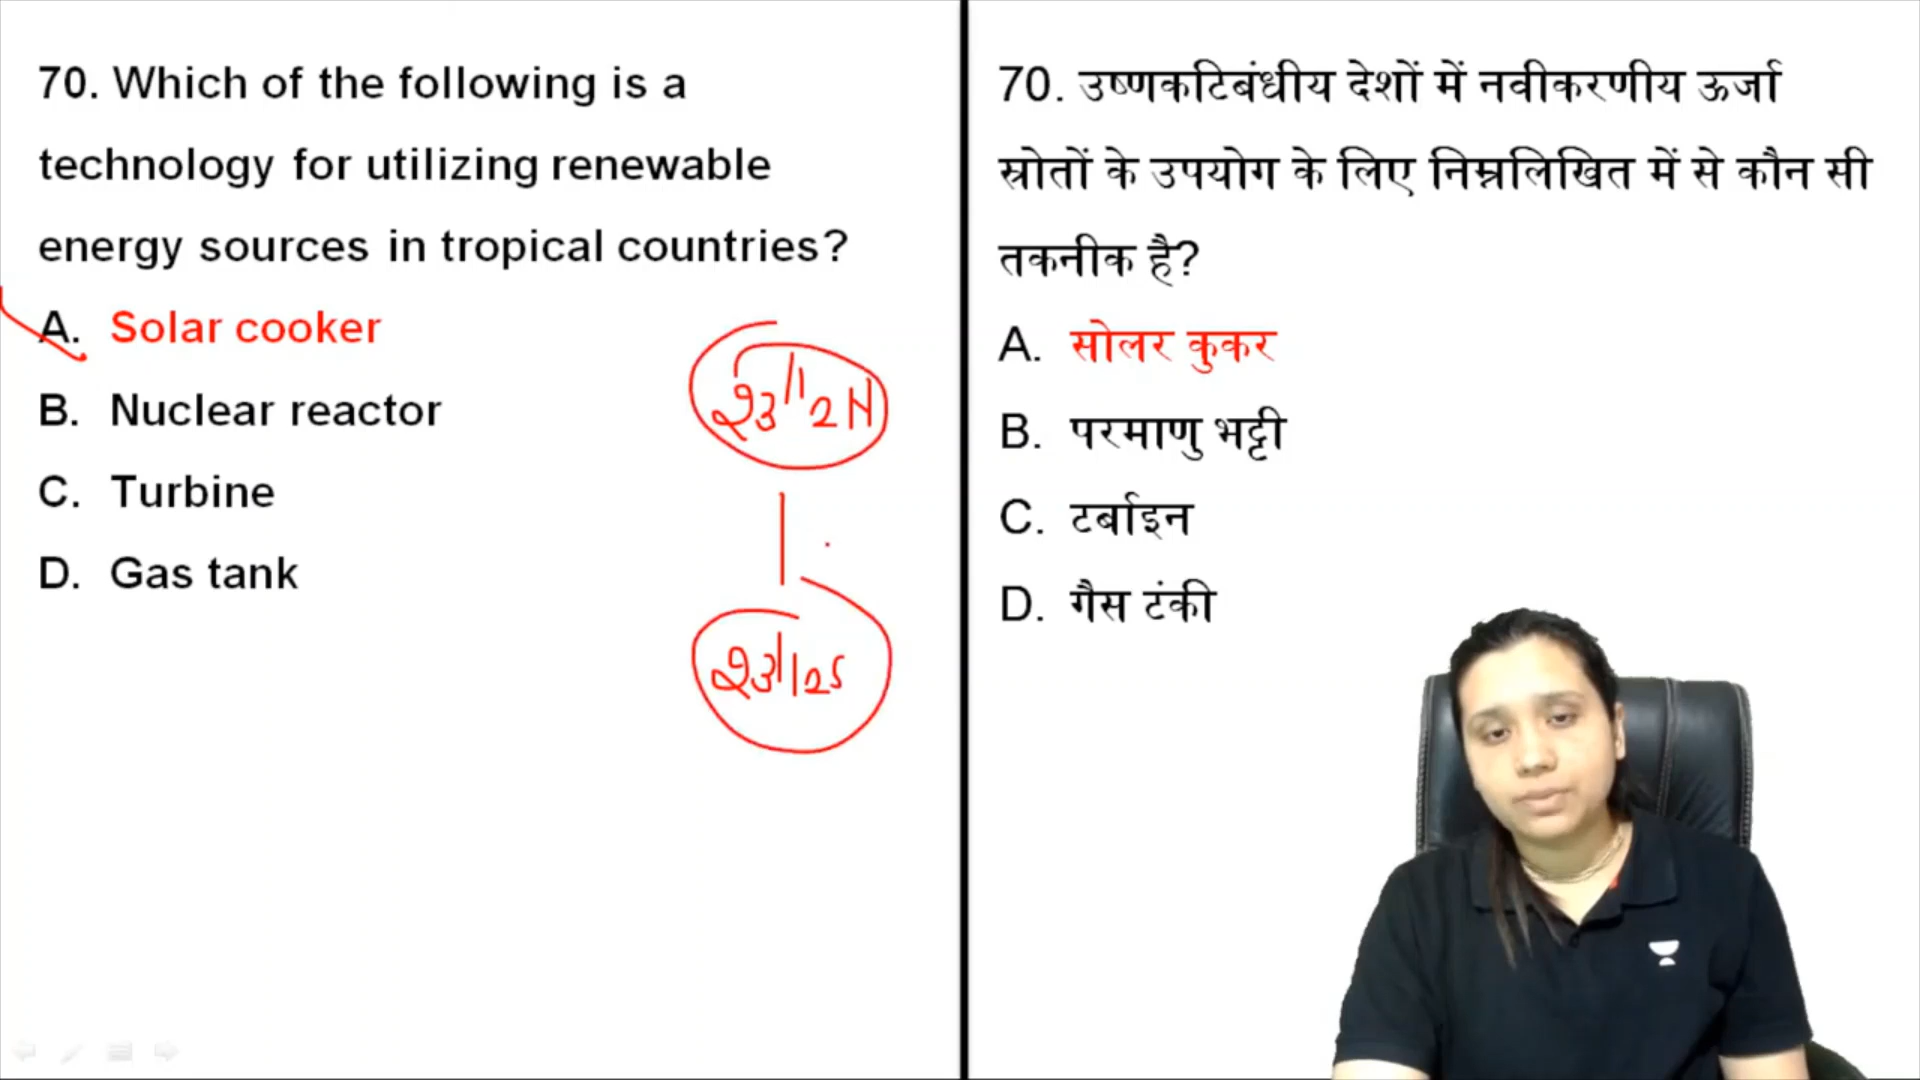 70. Which of the following is a
technology for utilizing renewable
energy sources in tropical countries?
A. Solar cooker
B. Nuclear reactor
C. Turbine
D. Gas tank
70. उष्णकटिबंधीय देशों में नवीकरणीय ऊर्जा
स्रोतों के उपयोग के लिए निम्नलिखित में से कौन सी
तकनीक है?
A. सोलर कुकर
B. परमाणु भट्टी
C. टर्बाइन
D. गैस टंकी